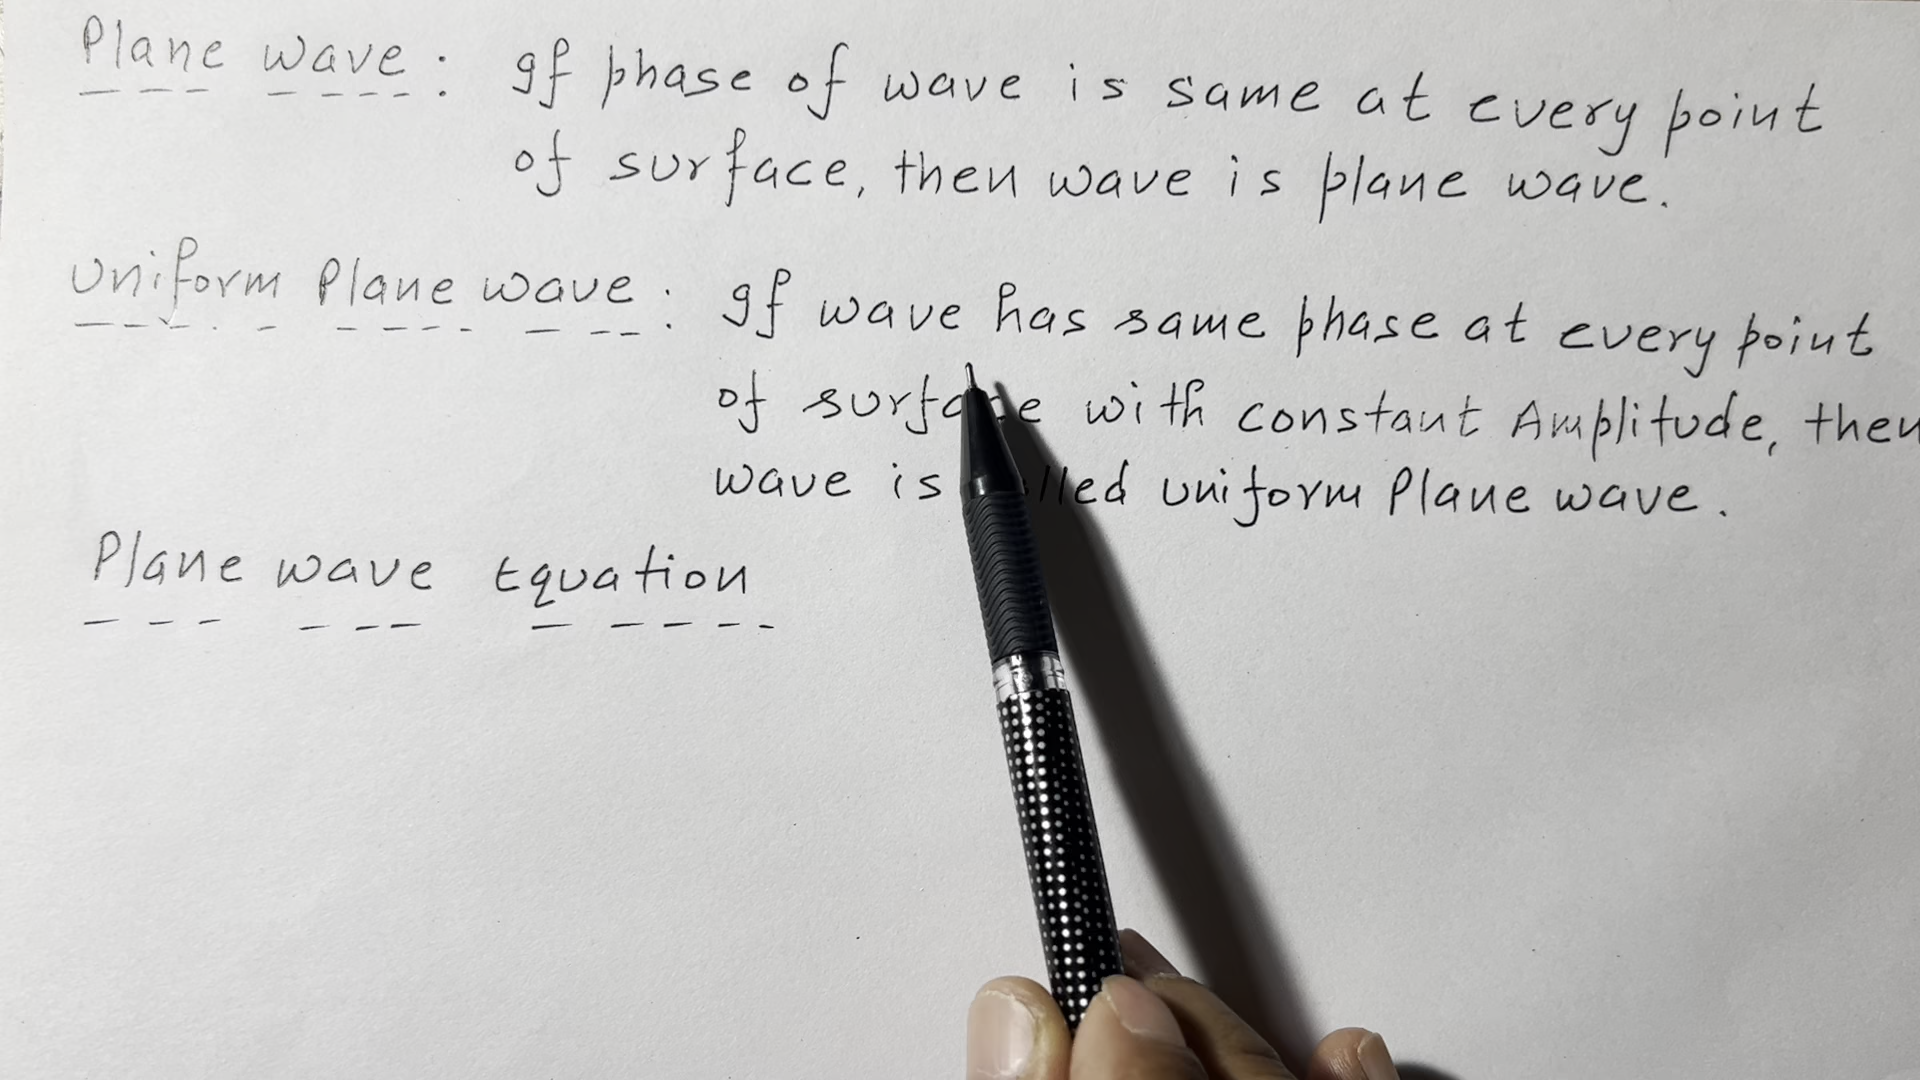 Plane wave : If phase of wave is same at every point
of surface, then wave is plane wave.
Uniform Plane wave : If wave has same phase at every point
of surface with constant Amplitude, then
wave is called uniform Plane wave.
Plane wave Equation